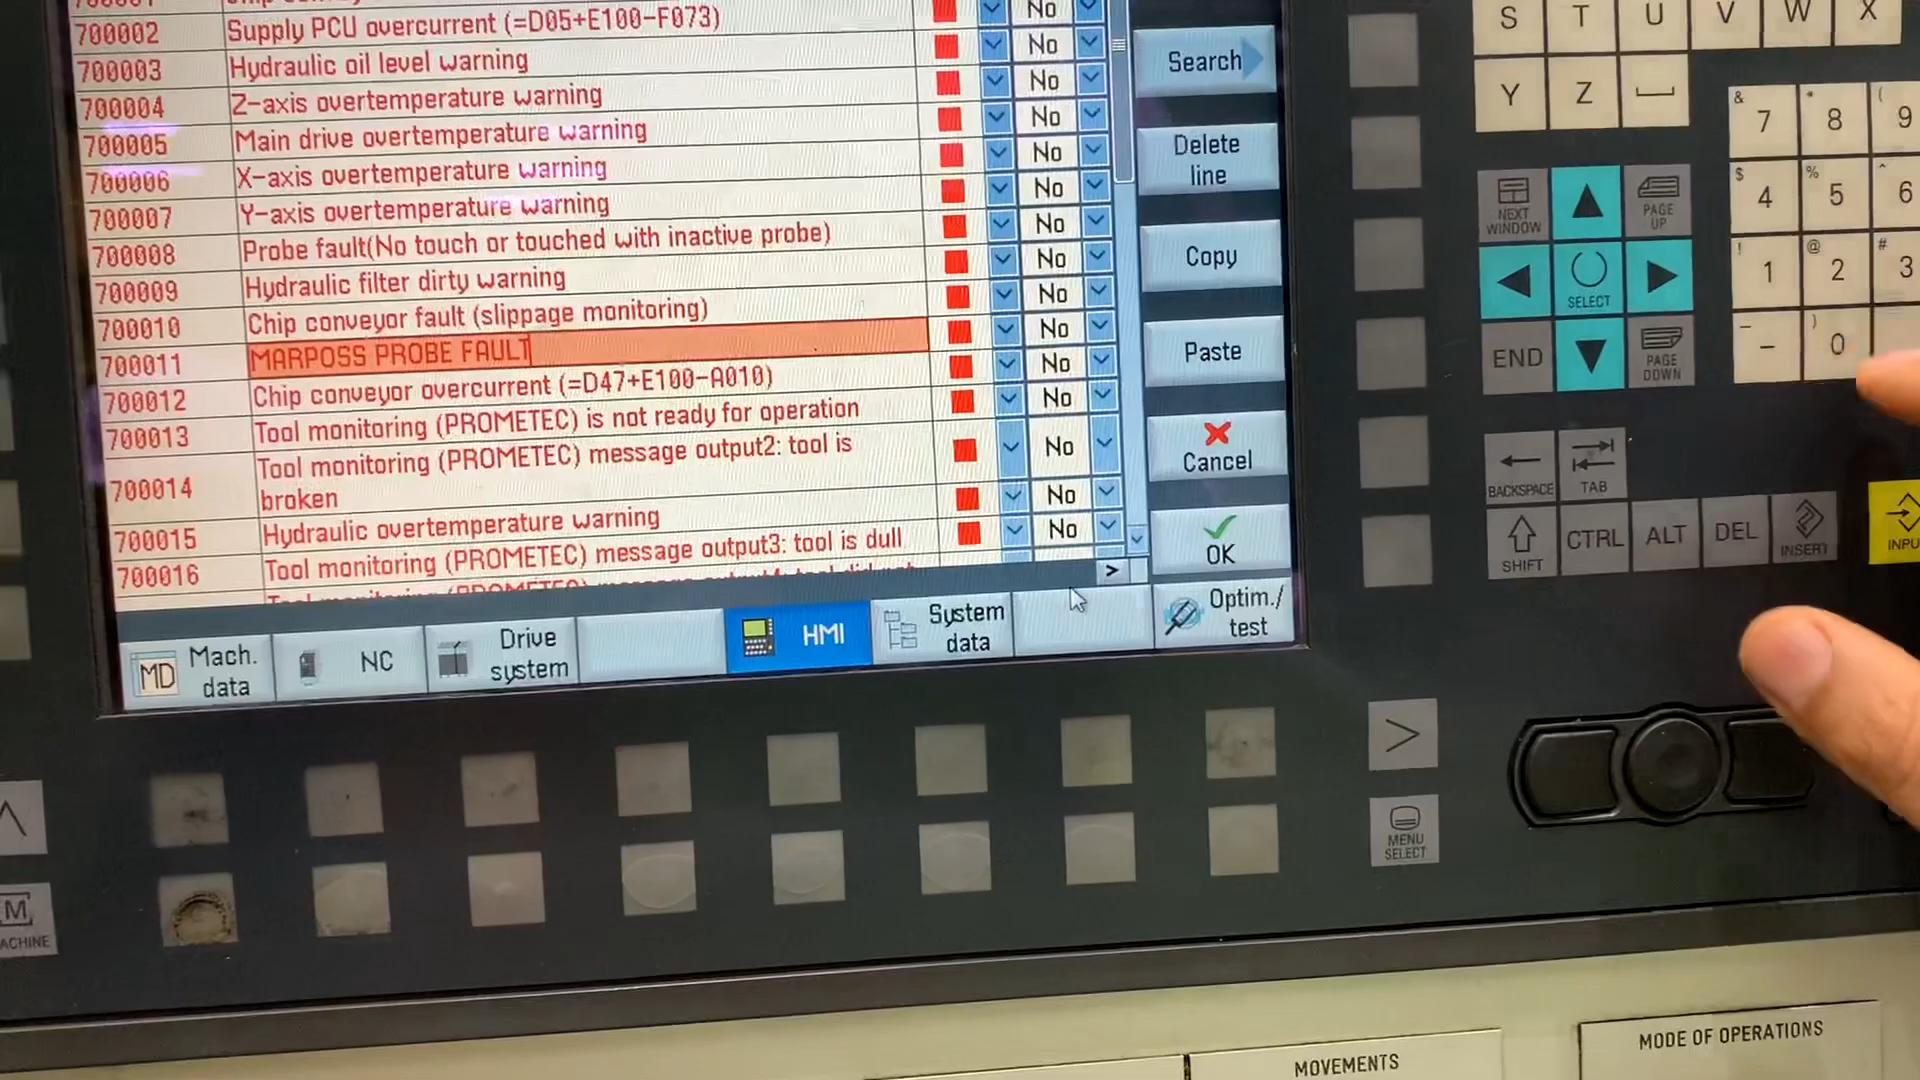 700002 Supply PCU overcurrent (=D05+E100-F073) No
700003 Hydraulic oil level warning No
700004 Z-axis overtemperature warning No
700005 Main drive overtemperature warning No
700006 X-axis overtemperature warning No
700007 Y-axis overtemperature warning No
700008 Probe fault(No touch or touched with inactive probe) No
700009 Hydraulic filter dirty warning No
700010 Chip conveyor fault (slippage monitoring) No
700011 MARPOSS PROBE FAULT No
700012 Chip conveyor overcurrent (=D47+E100-A010) No
700013 Tool monitoring (PROMETEC) is not ready for operation No
700014 Tool monitoring (PROMETEC) message output2: tool is
broken No
700015 Hydraulic overtemperature warning No
700016 Tool monitoring (PROMETEC) message output3: tool is dull No
>
Search
Delete
line
Copy
Paste
Cancel
OK
MD Mach.
data
NC
Drive
system
HMI
System
data
Optim./
test
S T U V W X
Y Z
& 7 * 8 ( 9
$ 4 % 5 ^ 6
! 1 @ 2 # 3
_ - ) 0
NEXT
WINDOW
PAGE
UP
SELECT
END
PAGE
DOWN
BACKSPACE
TAB
SHIFT
CTRL
ALT
DEL
INSERT
INPU
>
MENU
SELECT
M
ACHINE
MOVEMENTS
MODE OF OPERATIONS